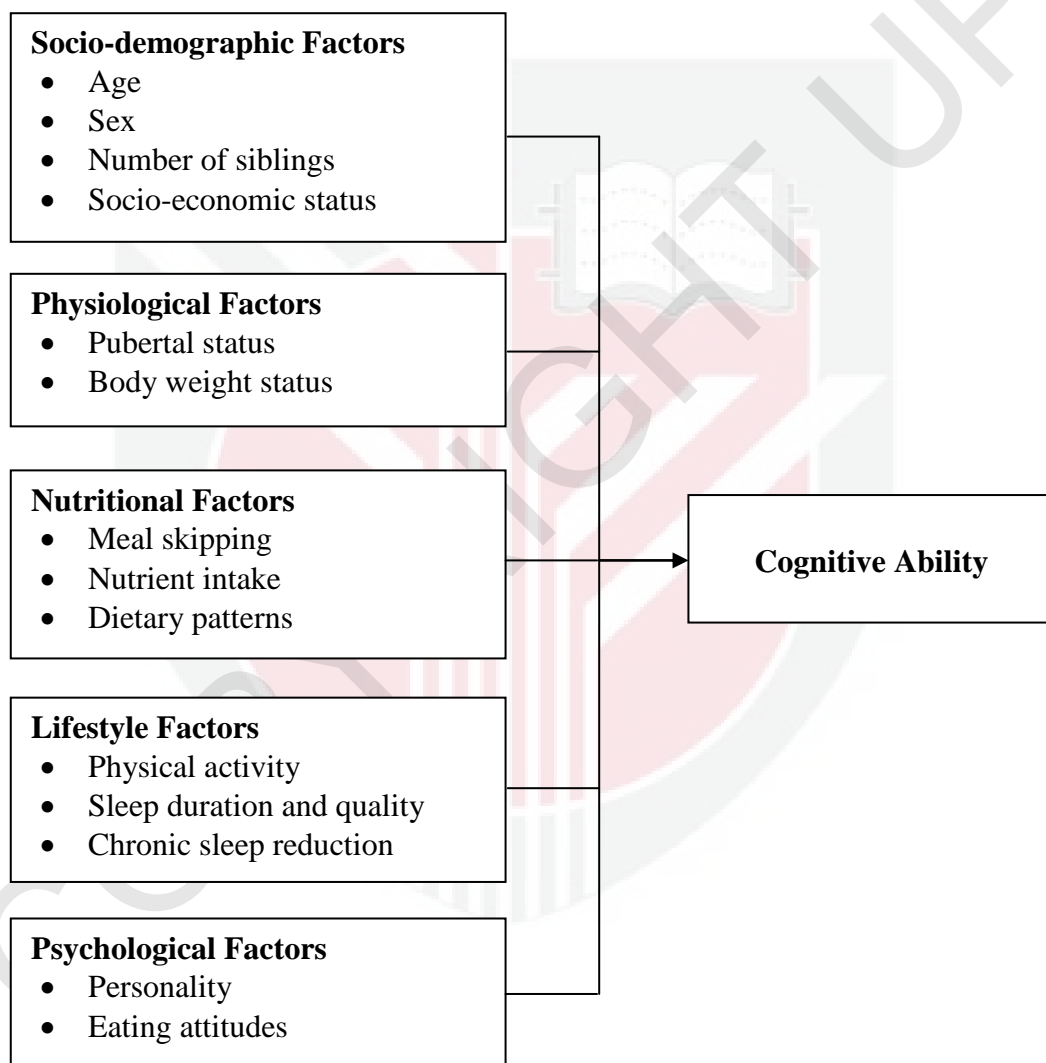 Socio-demographic Factors
• Age
• Sex
• Number of siblings
• Socio-economic status
Physiological Factors
• Pubertal status
• Body weight status
Nutritional Factors
• Meal skipping
• Nutrient intake
• Dietary patterns
Cognitive Ability
Lifestyle Factors
• Physical activity
• Sleep duration and quality
• Chronic sleep reduction
Psychological Factors
• Personality
• Eating attitudes
COPYRIGHT UP